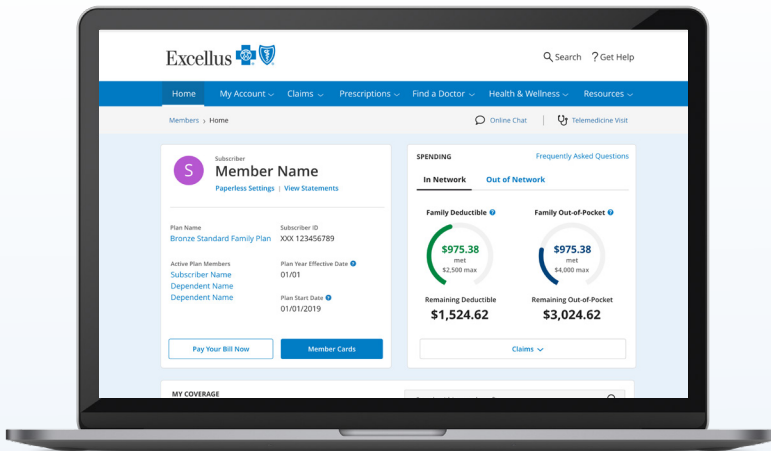 Excellus
Search ? Get Help
Home My Account Claims Prescriptions Find a Doctor Health & Wellness Resources
Members › Home
Online Chat | Telemedicine Visit
S
Subscriber
Member Name
Paperless Settings | View Statements
Plan Name
Bronze Standard Family Plan
Subscriber ID
XXX 123456789
Active Plan Members
Subscriber Name
Dependent Name
Dependent Name
Plan Year Effective Date ?
01/01
Plan Start Date ?
01/01/2019
Pay Your Bill Now
Member Cards
SPENDING
Frequently Asked Questions
In Network Out of Network
Family Deductible ?
$975.38
met
$2,500 max
Remaining Deductible
$1,524.62
Family Out-of-Pocket ?
$975.38
met
$4,000 max
Remaining Out-of-Pocket
$3,024.62
Claims
MY COVERAGE